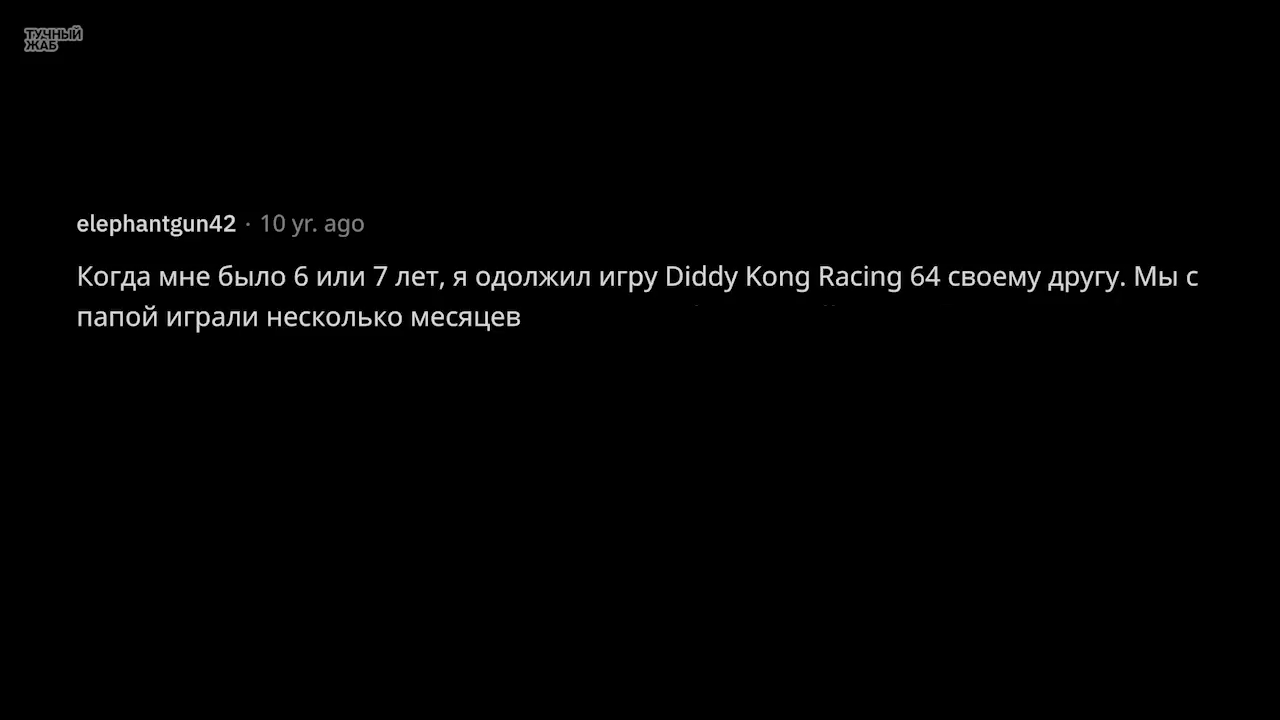 ТУЧНЫЙ
ЖАБ
elephantgun42 · 10 yr. ago
Когда мне было 6 или 7 лет, я одолжил игру Diddy Kong Racing 64 своему другу. Мы с
папой играли несколько месяцев